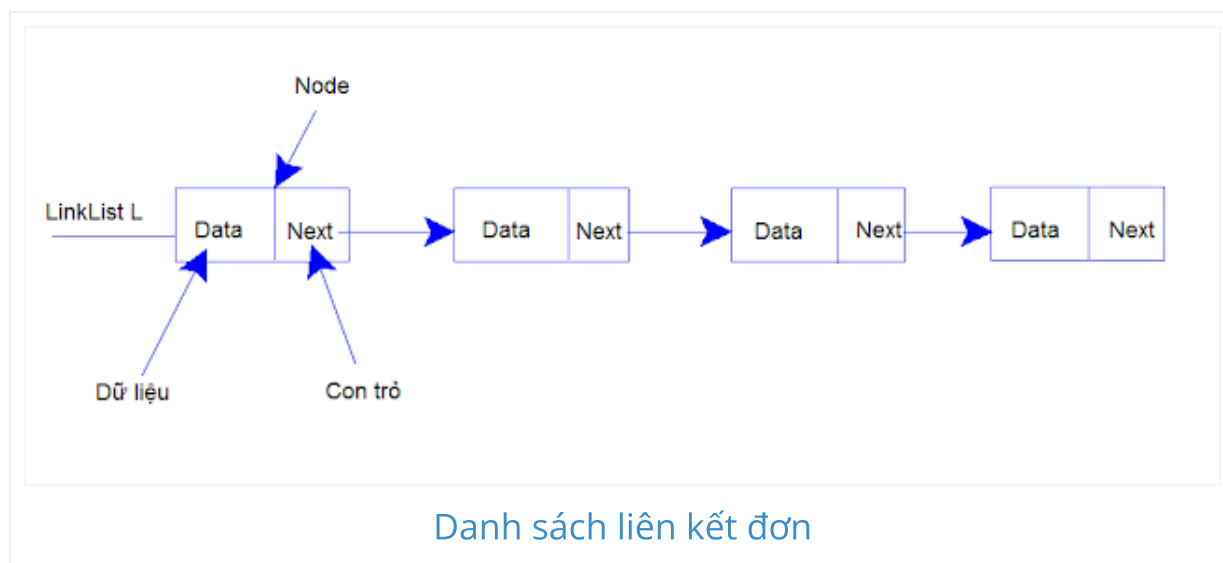 Node
LinkList L
Data Next Data Next Data Next Data Next
Dữ liệu Con trỏ
Danh sách liên kết đơn